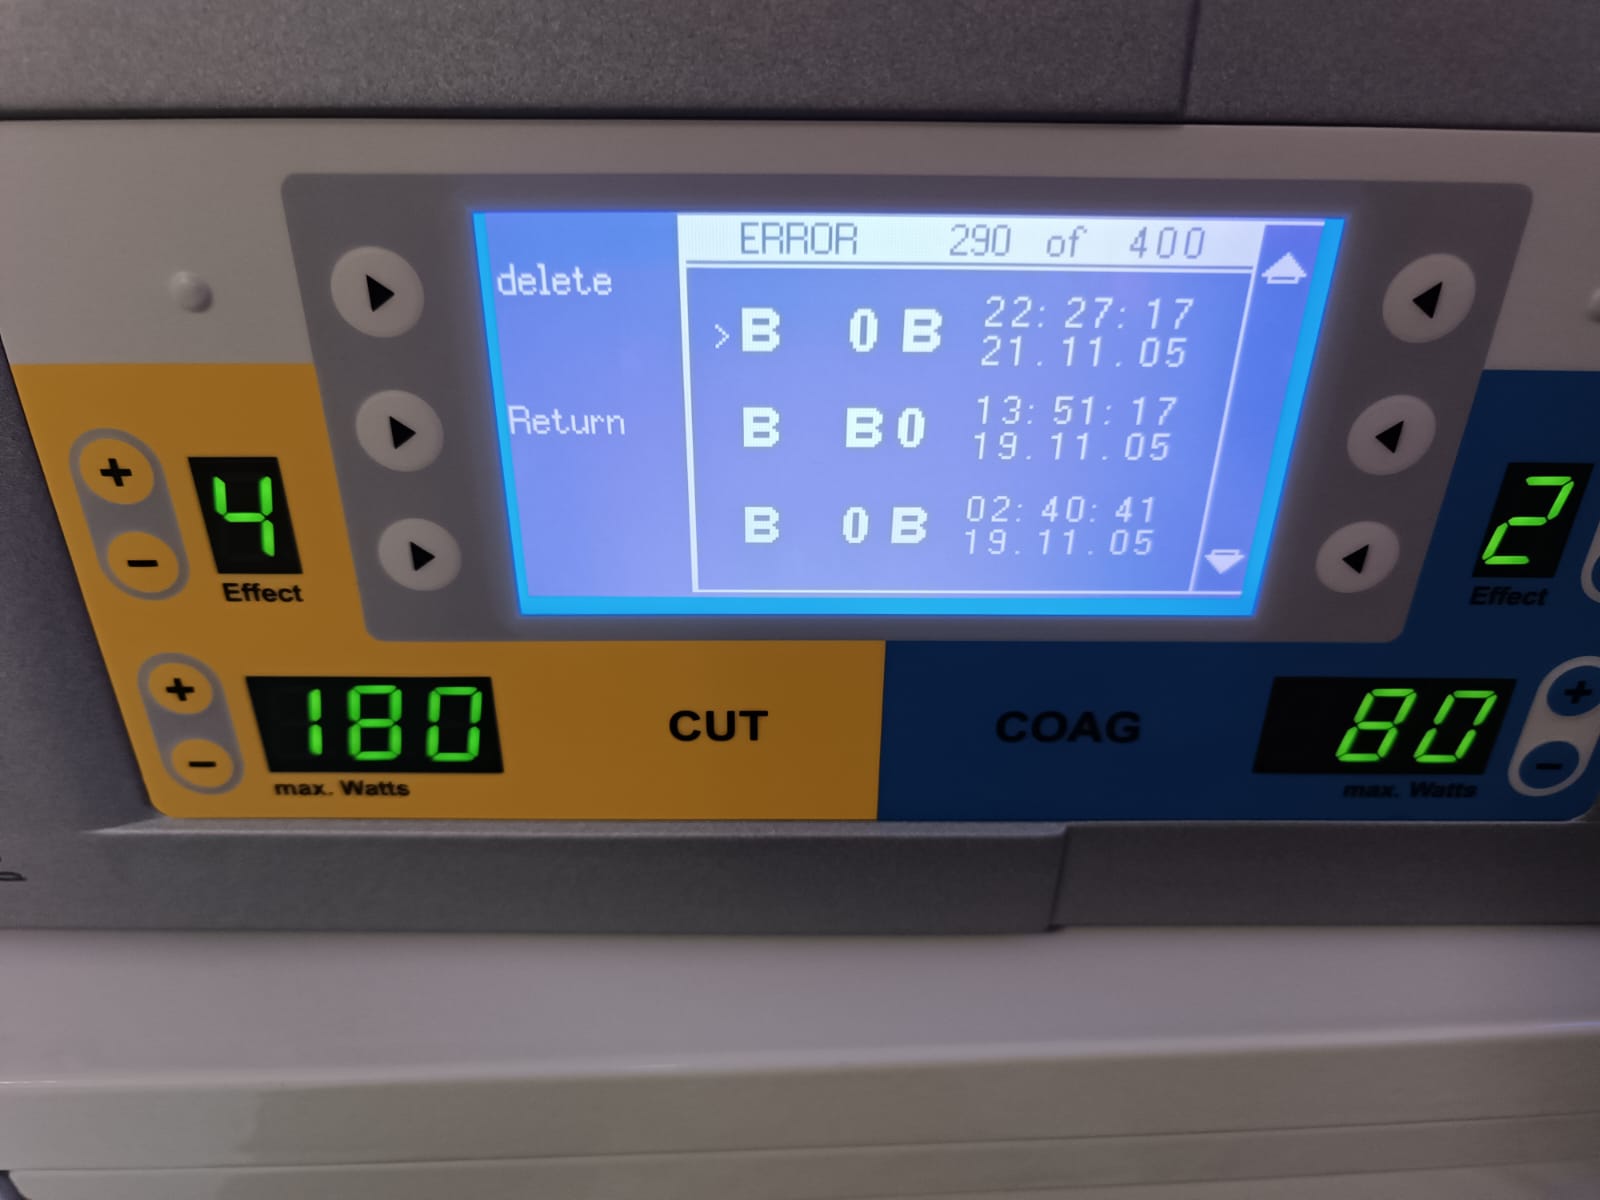 ERROR 290 of 400
delete
> B 0 B 22:27:17
21.11.05
Return
B B0 13:51:17
19.11.05
B 0 B 02:40:41
19.11.05
+
-
4
Effect
2
Effect
+
-
180
max. Watts
CUT
COAG
80
max. Watts
+
-